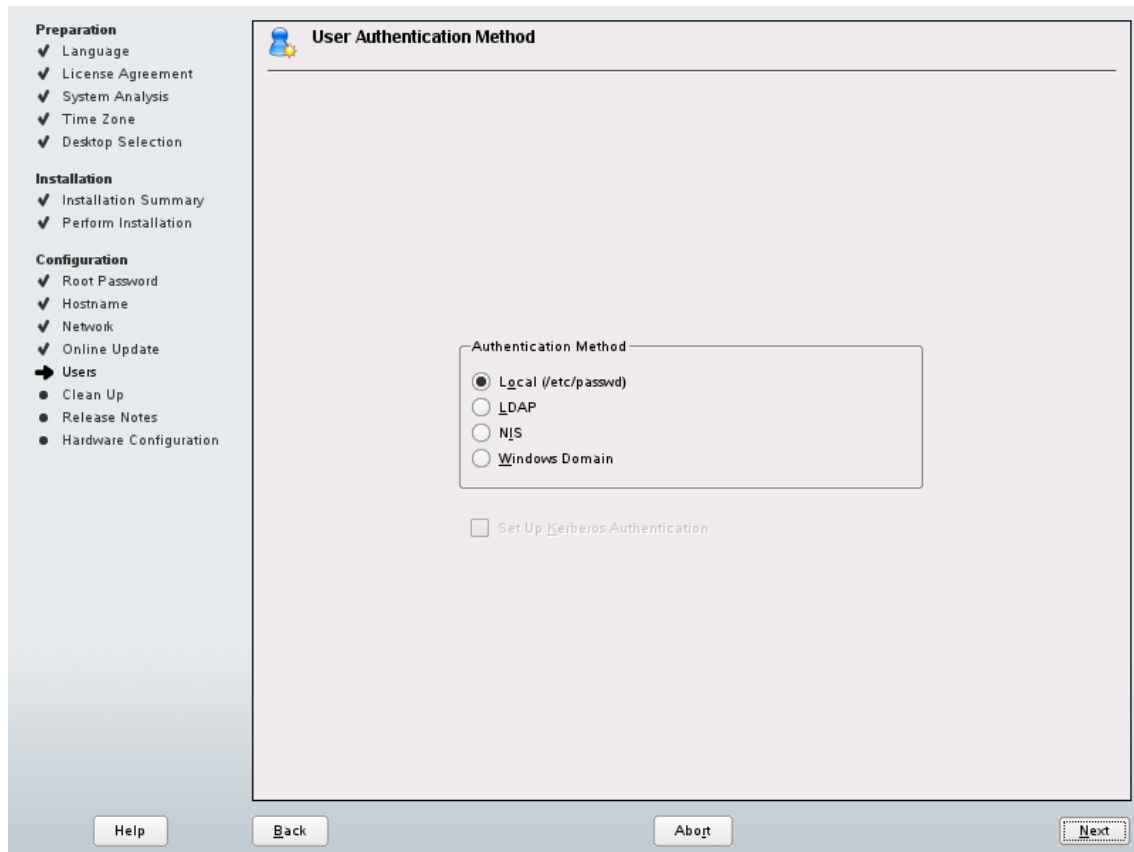 Preparation
Language
License Agreement
System Analysis
Time Zone
Desktop Selection
Installation
Installation Summary
Perform Installation
Configuration
Root Password
Hostname
Network
Online Update
Users
Clean Up
Release Notes
Hardware Configuration
User Authentication Method
Authentication Method
Local (/etc/passwd)
LDAP
NIS
Windows Domain
Set Up Kerberos Authentication
Help
Back
Abort
Next